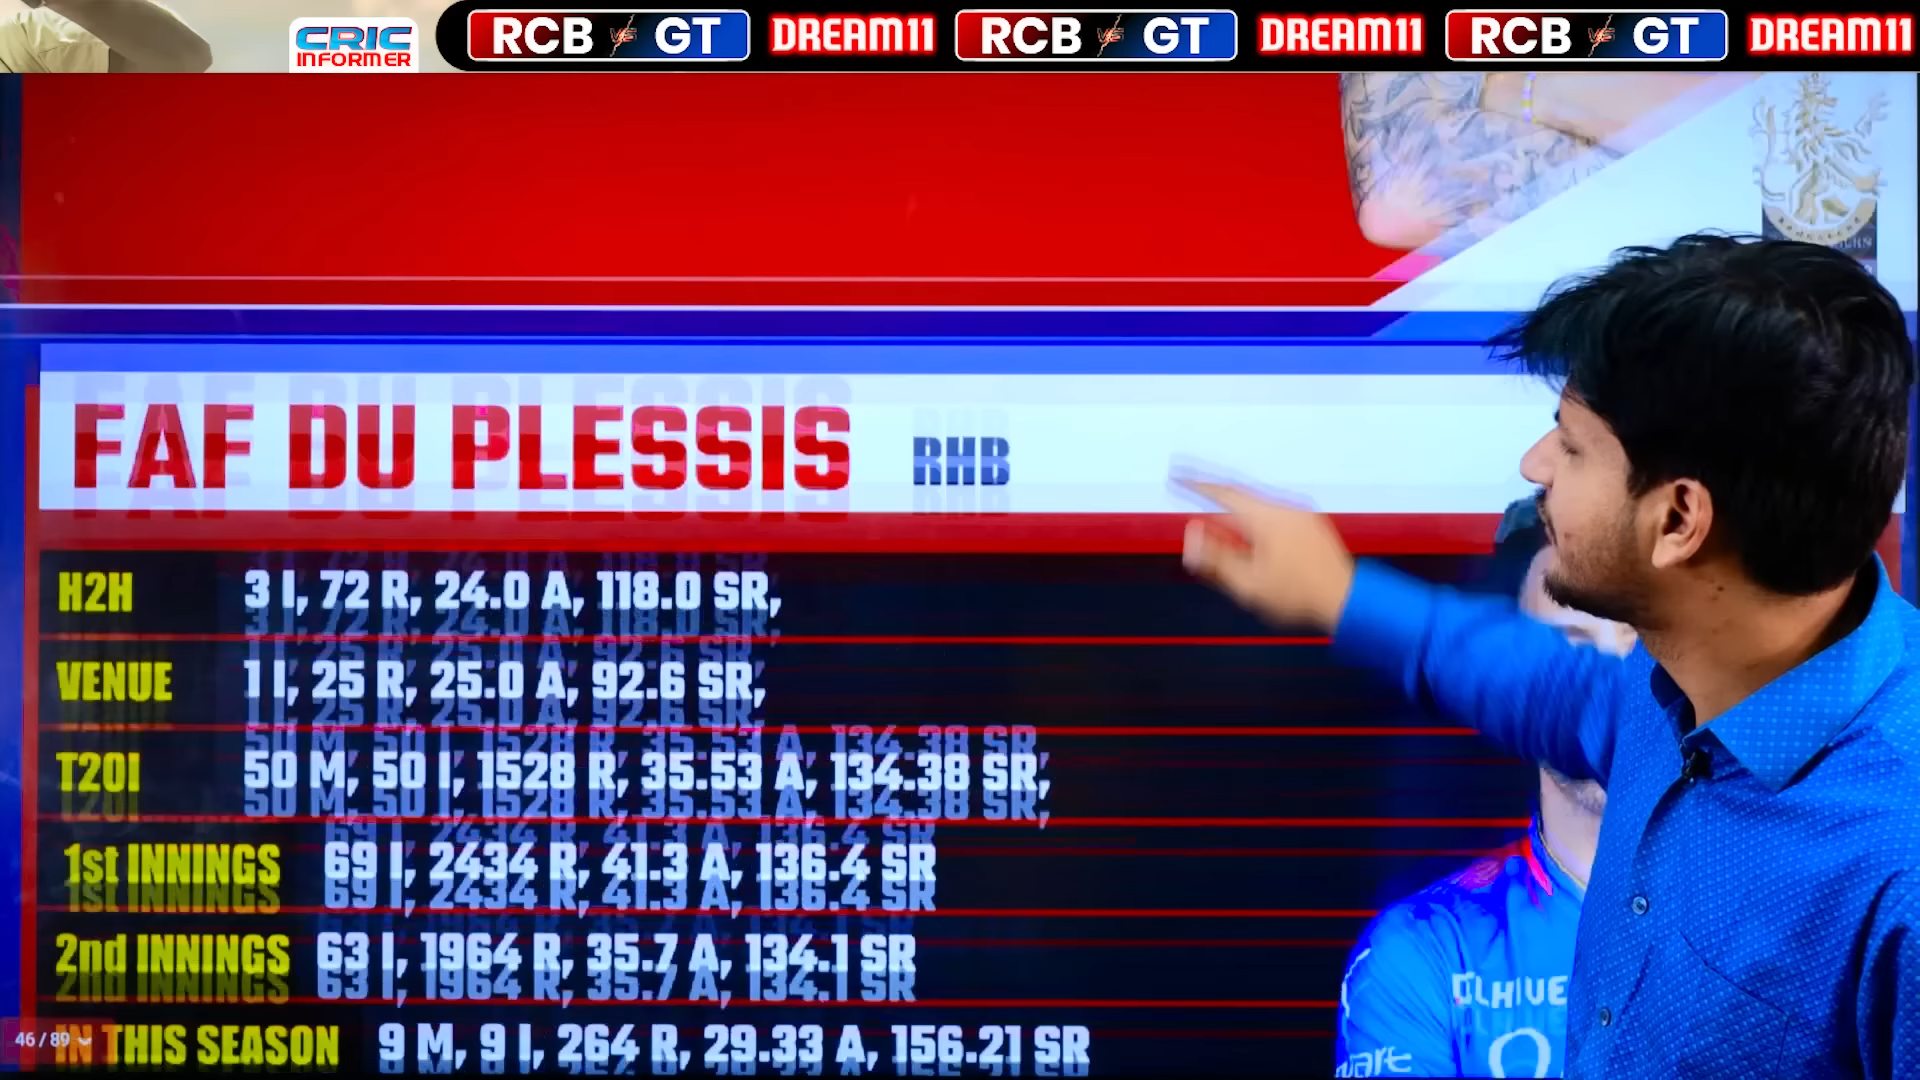 CRIC
INFORMER
RCB VS GT DREAM11 RCB VS GT DREAM11 RCB VS GT DREAM11
FAF DU PLESSIS RHB
H2H 3 I, 72 R, 24.0 A, 118.0 SR,
VENUE 1 I, 25 R, 25.0 A, 92.6 SR,
T20I 50 M, 50 I, 1528 R, 35.53 A, 134.38 SR,
1st INNINGS 69 I, 2434 R, 41.3 A, 136.4 SR
2nd INNINGS 63 I, 1964 R, 35.7 A, 134.1 SR
IN THIS SEASON 9 M, 9 I, 264 R, 29.33 A, 156.21 SR
46 / 89